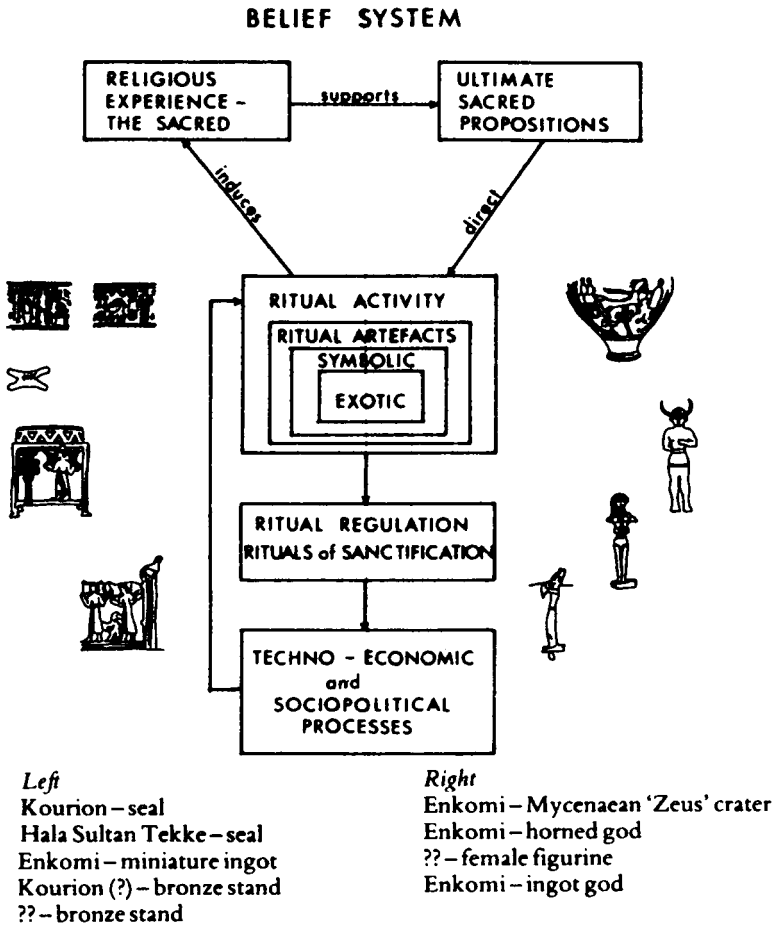 BELIEF SYSTEM
RELIGIOUS
EXPERIENCE –
THE SACRED
supports
ULTIMATE
SACRED
PROPOSITIONS
induces
direct
RITUAL ACTIVITY
RITUAL ARTEFACTS
SYMBOLIC
EXOTIC
RITUAL REGULATION
RITUALS of SANCTIFICATION
TECHNO – ECONOMIC
and
SOCIOPOLITICAL
PROCESSES
Left
Kourion – seal
Hala Sultan Tekke – seal
Enkomi – miniature ingot
Kourion (?) – bronze stand
?? – bronze stand
Right
Enkomi – Mycenaean ‘Zeus’ crater
Enkomi – horned god
?? – female figurine
Enkomi – ingot god